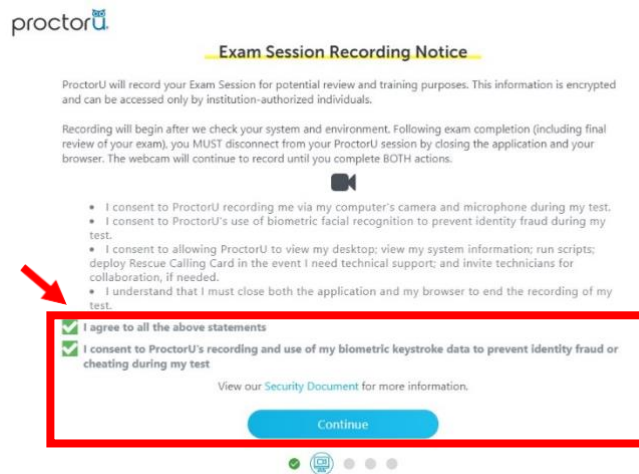 proctorU
Exam Session Recording Notice
ProctorU will record your Exam Session for potential review and training purposes. This information is encrypted
and can be accessed only by institution-authorized individuals.
Recording will begin after we check your system and environment. Following exam completion (including final
review of your exam), you MUST disconnect from your ProctorU session by closing the application and your
browser. The webcam will continue to record until you complete BOTH actions.
• I consent to ProctorU recording me via my computer's camera and microphone during my test.
• I consent to ProctorU's use of biometric facial recognition to prevent identity fraud during my
test.
• I consent to allowing ProctorU to view my desktop; view my system information; run scripts;
deploy Rescue Calling Card in the event I need technical support; and invite technicians for
collaboration, if needed.
• I understand that I must close both the application and my browser to end the recording of my
test.
I agree to all the above statements
I consent to ProctorU's recording and use of my biometric keystroke data to prevent identity fraud or
cheating during my test
View our Security Document for more information.
Continue